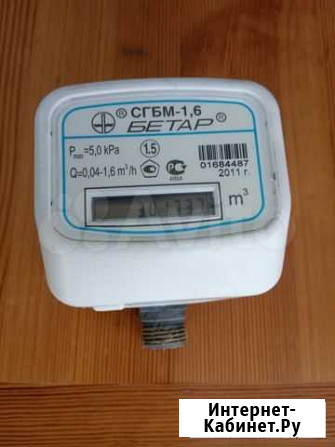 ® СГБМ-1,6
БЕТАР®
Pmax=5,0 kPa
1.5
01684487
Q=0,04-1,6 m³/h
2011 г.
m³
Avito
Интернет-
Кабинет.Ру